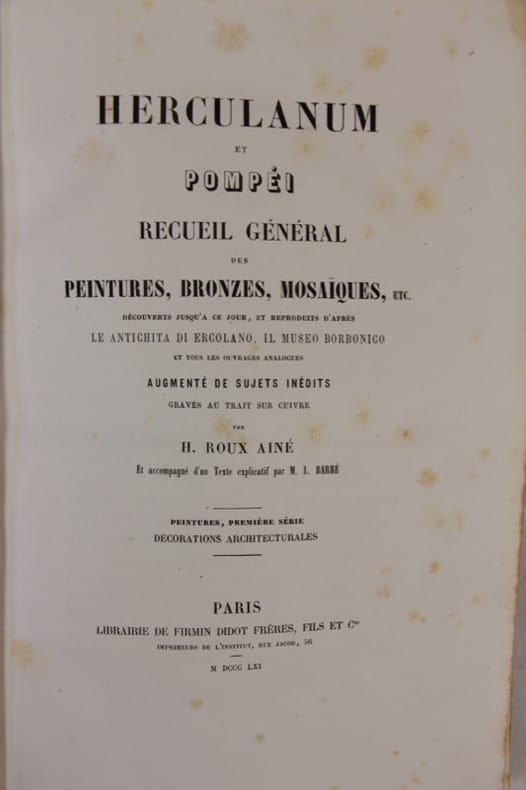 HERCULANUM
ET
POMPÉI
RECUEIL GÉNÉRAL
DES
PEINTURES, BRONZES, MOSAÏQUES, ETC.
DÉCOUVERTS JUSQU'A CE JOUR, ET REPRODUITS D'APRÈS
LE ANTICHITA DI ERCOLANO, IL MUSEO BORBONICO
ET TOUS LES OUVRAGES ANALOGUES
AUGMENTÉ DE SUJETS INÉDITS
GRAVÉS AU TRAIT SUR CUIVRE
PAR
H. ROUX AINÉ
Et accompagné d'un Texte explicatif par M. L. BARRÉ
PEINTURES, PREMIÈRE SÉRIE
DECORATIONS ARCHITECTURALES
PARIS
LIBRAIRIE DE FIRMIN DIDOT FRÈRES, FILS ET Cie
IMPRIMEURS DE L'INSTITUT, RUE JACOB, 56
M DCCC LXI